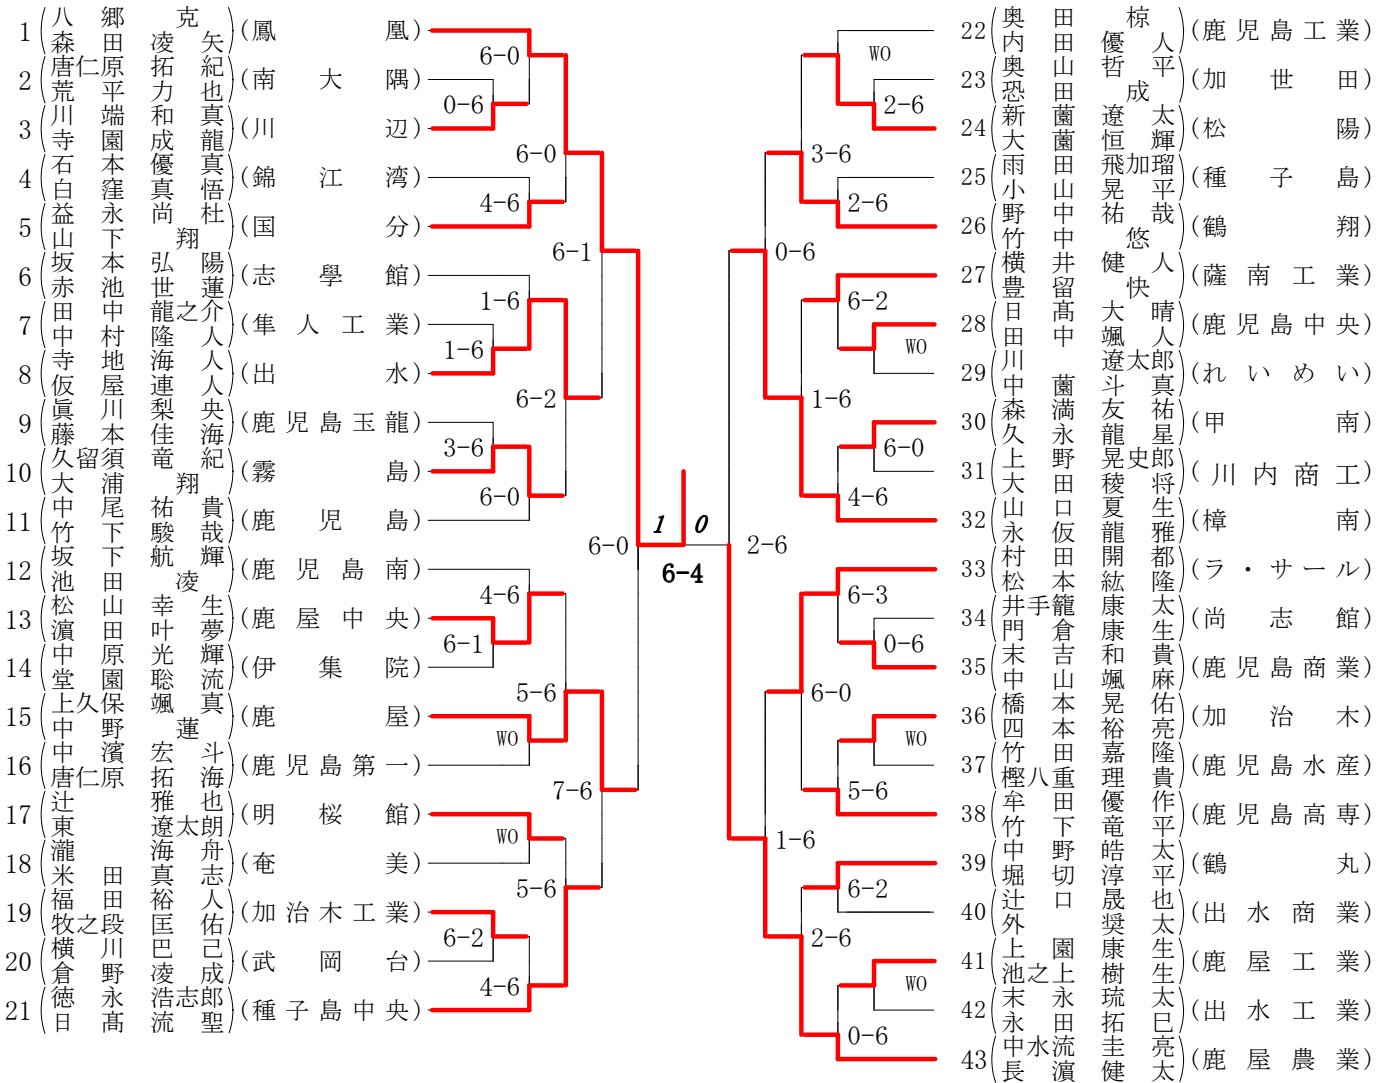 1 八郷 克 森田凌矢 (鳳凰)
2 唐仁原拓紀 荒平力也 (南大隅)
3 川端和真 寺園成龍 (川辺)
4 石本優真 白窪真悟 (錦江湾)
5 益永尚杜 山下 翔 (国分)
6 坂本弘陽 赤池世蓮 (志學館)
7 田中龍之介 中村隆人 (隼人工業)
8 寺地海人 仮屋連人 (出水)
9 眞川梨央 藤本佳海 (鹿児島玉龍)
10 久留須竜紀 大浦 翔 (霧島)
11 中尾祐貴 竹下駿哉 (鹿児島)
12 坂下航輝 池田 凌 (鹿児島南)
13 松山幸生 濵田叶夢 (鹿屋中央)
14 中原光輝 堂園聡流 (伊集院)
15 上久保颯真 中野 蓮 (鹿屋)
16 中濱宏斗 唐仁原拓海 (鹿児島第一)
17 辻 雅也 東 遼太朗 (明桜館)
18 瀧 海舟 米田真志 (奄美)
19 福田裕人 牧之段匡佑 (加治木工業)
20 横川巴己 倉野凌成 (武岡台)
21 徳永浩志郎 日髙流聖 (種子島中央)
6-0
0-6
6-0
4-6
6-1
1-6
1-6
6-2
3-6
6-0
6-0
4-6
6-1
5-6
WO
7-6
WO
5-6
6-2
4-6
1 0
6-4
22 奥田 椋 内田優人 (鹿児島工業)
23 奥山哲平 恐田 成 (加世田)
24 新薗遼太 大薗恒輝 (松陽)
25 雨田飛加瑠 小山晃平 (種子島)
26 野中祐哉 竹中 悠 (鶴翔)
27 横井健人 豊留 快 (薩南工業)
28 日髙大晴 田中颯人 (鹿児島中央)
29 川 遼太郎 中薗斗真 (れいめい)
30 森満友祐 久永龍星 (甲南)
31 上野晃史郎 大田稜将 (川内商工)
32 山口夏生 永仮龍雅 (樟南)
33 村田開都 松本紘隆 (ラ・サール)
34 井手籠康太 門倉康生 (尚志館)
35 末吉和貴 中山颯麻 (鹿児島商業)
36 橋本晃佑 四本裕亮 (加治木)
37 竹田嘉隆 樫八重理貴 (鹿児島水産)
38 牟田優作 竹下竜平 (鹿児島高専)
39 中野皓太 堀切淳平 (鶴丸)
40 辻口晟也 外 奨太 (出水商業)
41 上園康生 池之上樹生 (鹿屋工業)
42 末永琉太 永田拓巳 (出水工業)
43 中水流圭亮 長濵健太 (鹿屋農業)
WO
2-6
3-6
2-6
0-6
6-2
WO
1-6
6-0
4-6
2-6
6-3
0-6
6-0
WO
5-6
1-6
6-2
2-6
WO
0-6